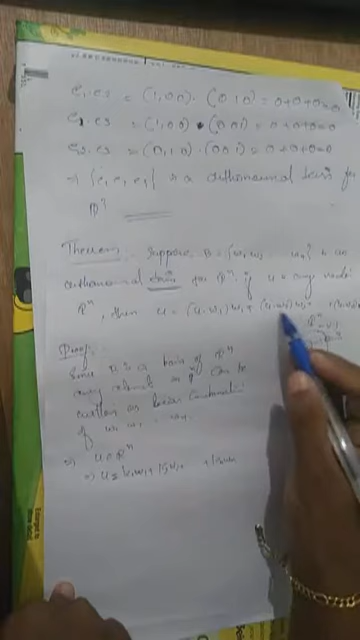 e₁.e₂ = (1,0 0) . (0 1 0) = 0+0+0=0
e₁.e₃ = (1,0 0) . (0 0 1) = 0+0+0=0
e₂.e₃ = (0,1 0) . (0 0 1) = 0+0+0=0
⇒ {e₁ e₂ e₃} is a orthonormal basis for
ℝ³
Theorem. Suppose B = {w₁ w₂ ... wₙ} is an
orthonormal basis for ℝⁿ. if u is any vector
ℝⁿ, then u = (u.w₁)w₁ + (u.w₂)w₂
Proof:
Since B is a basis of ℝⁿ
every element in ℝⁿ can be
written as linear Combination
of w₁ w₂ ... wₙ.
⇒ u ∈ ℝⁿ
⇒ u = k₁w₁ + k₂w₂